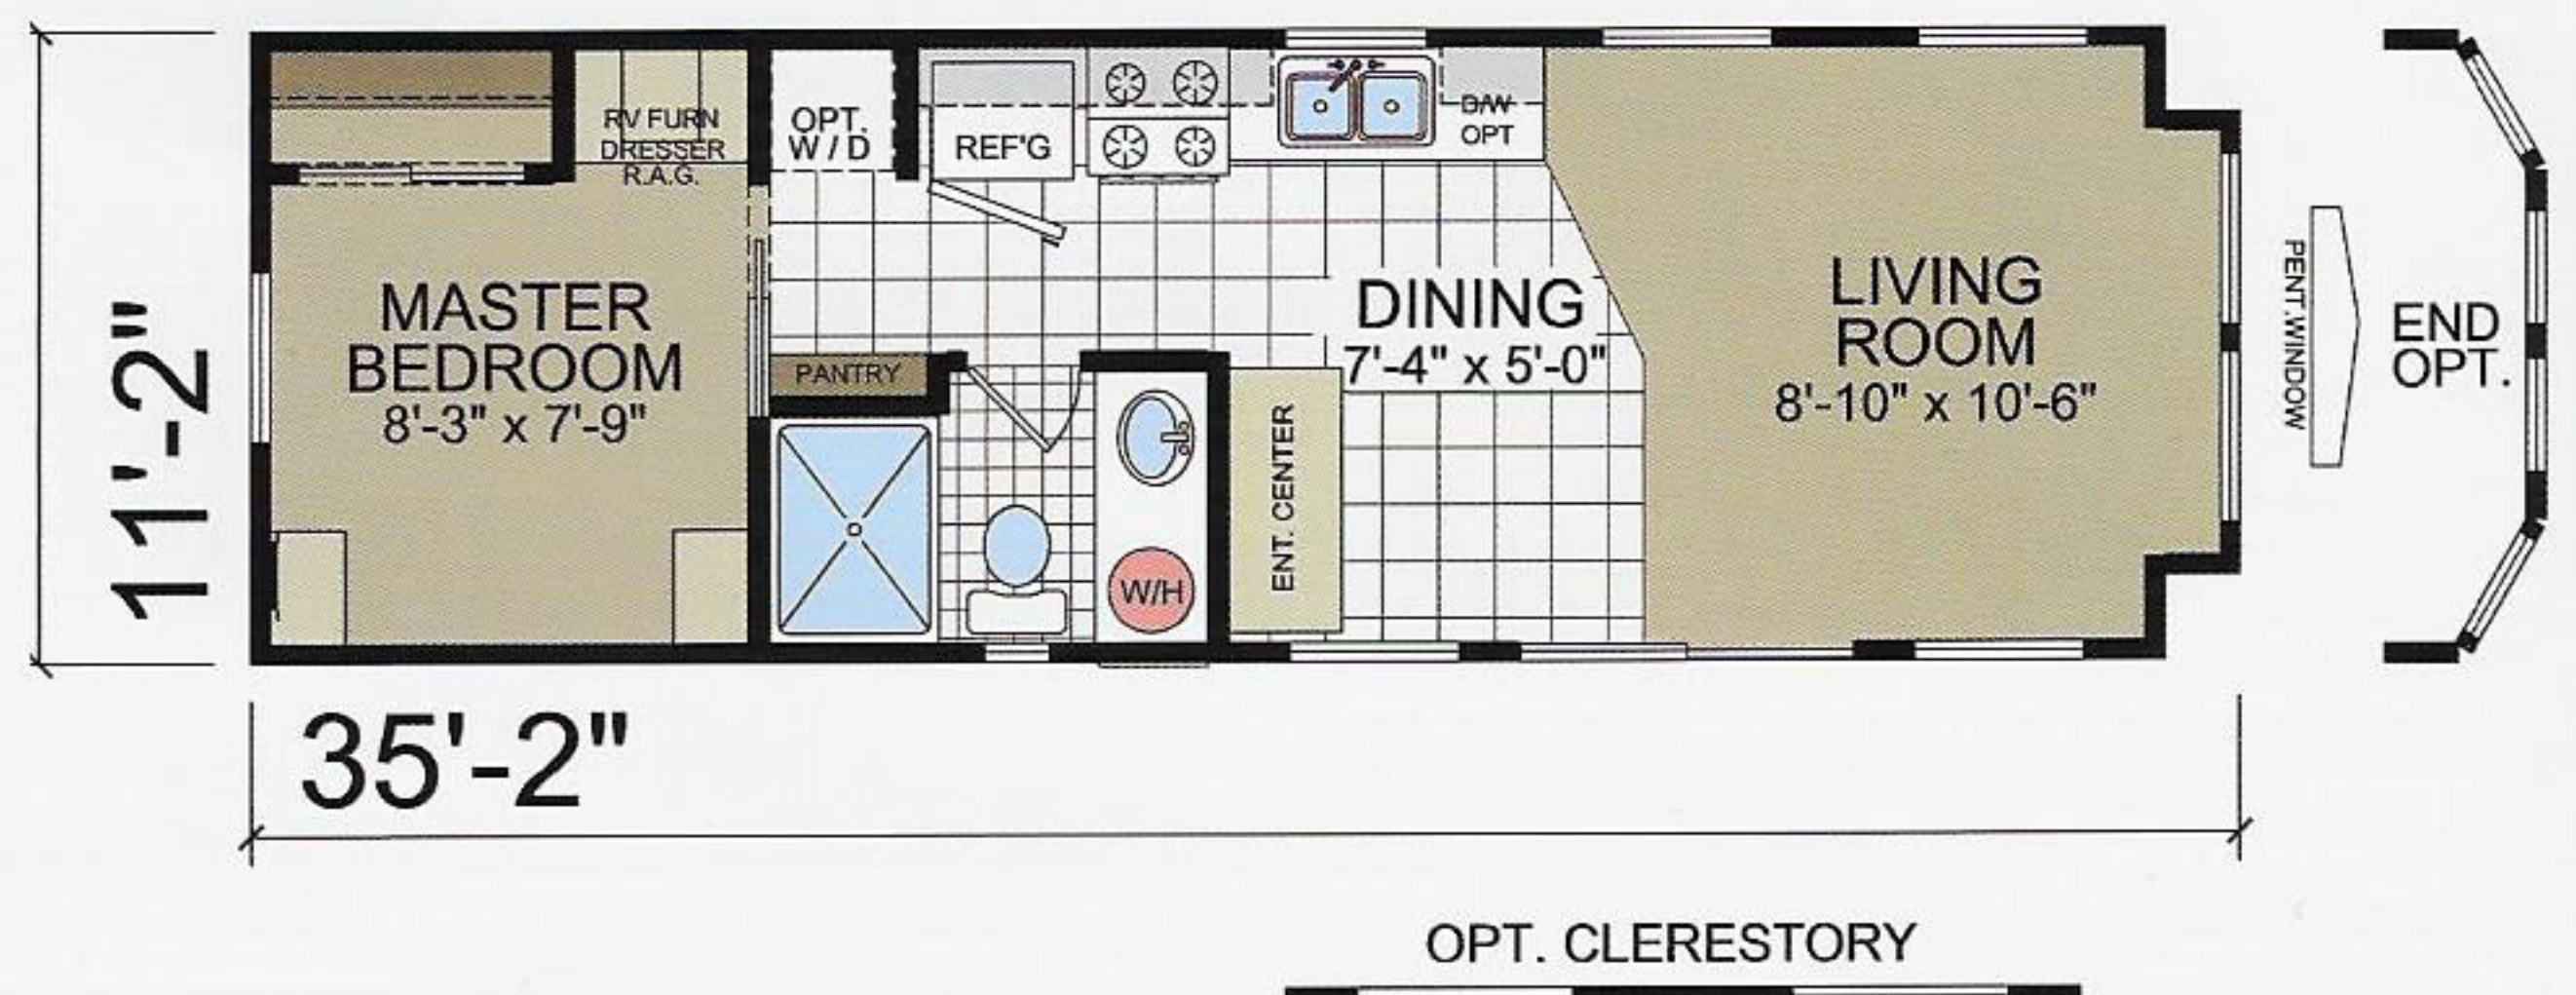 11'-2"
RV FURN
DRESSER
R.A.G.
OPT.
W / D
REF'G
D/W
OPT
MASTER
BEDROOM
8'-3" x 7'-9"
PANTRY
W/H
ENT. CENTER
DINING
7'-4" x 5'-0"
LIVING
ROOM
8'-10" x 10'-6"
PENT.WINDOW
END
OPT.
35'-2"
OPT. CLERESTORY